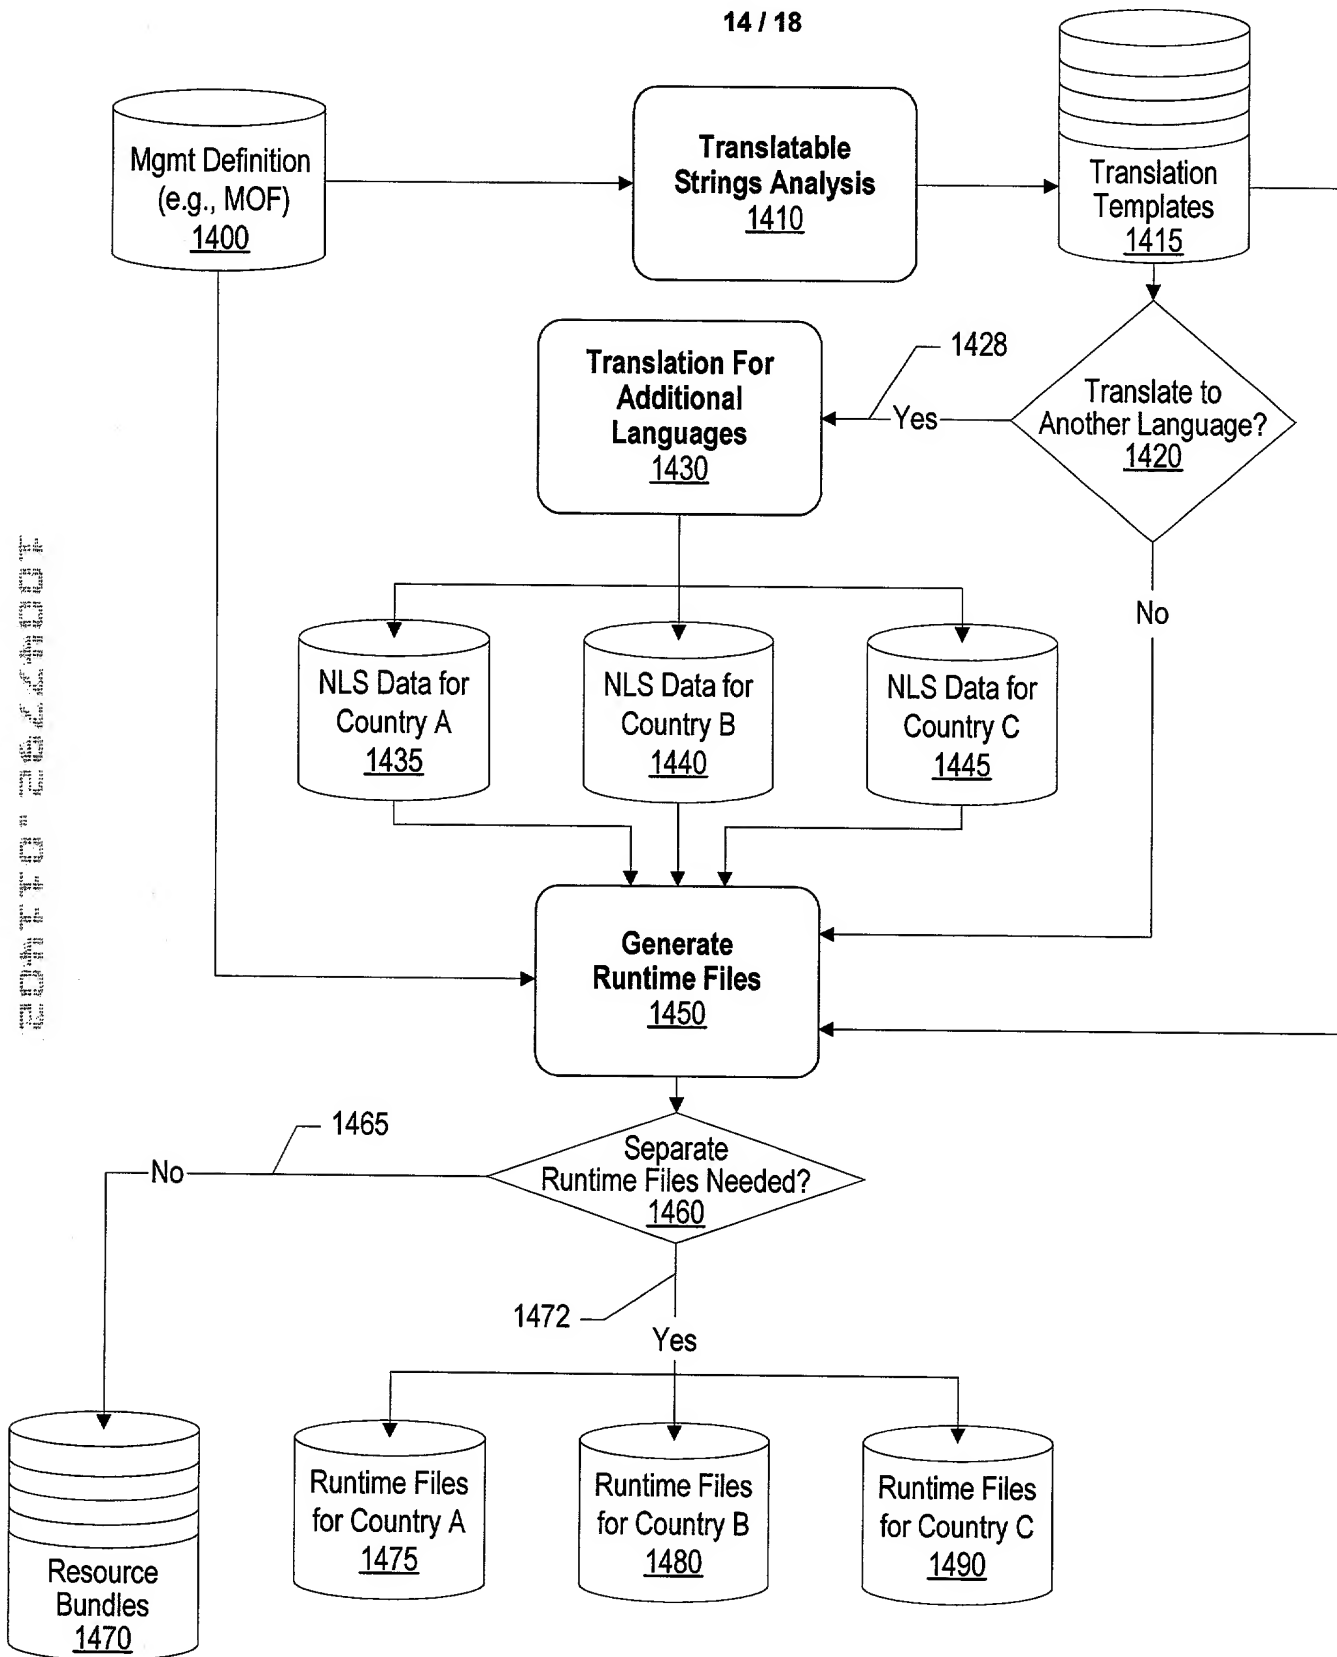 14 / 18
Mgmt Definition
(e.g., MOF)
1400
Translatable
Strings Analysis
1410
Translation
Templates
1415
Translation For
Additional
Languages
1430
1428
Yes
Translate to
Another Language?
1420
No
NLS Data for
Country A
1435
NLS Data for
Country B
1440
NLS Data for
Country C
1445
Generate
Runtime Files
1450
1465
No
Separate
Runtime Files Needed?
1460
1472
Yes
Resource
Bundles
1470
Runtime Files
for Country A
1475
Runtime Files
for Country B
1480
Runtime Files
for Country C
1490